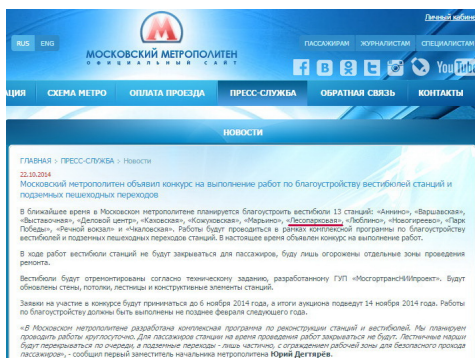 Личный кабинет
RUS ENG
МОСКОВСКИЙ МЕТРОПОЛИТЕН
ОФИЦИАЛЬНЫЙ САЙТ
ПАССАЖИРАМ ЖУРНАЛИСТАМ СПЕЦИАЛИСТАМ
You Tube
АЦИЯ СХЕМА МЕТРО ОПЛАТА ПРОЕЗДА ПРЕСС-СЛУЖБА ОБРАТНАЯ СВЯЗЬ КОНТАКТЫ
НОВОСТИ
ГЛАВНАЯ > ПРЕСС-СЛУЖБА > Новости
22.10.2014
Московский метрополитен объявил конкурс на выполнение работ по благоустройству вестибюлей станций и
подземных пешеходных переходов
В ближайшее время в Московском метрополитене планируется благоустроить вестибюли 13 станций: «Аннино», «Варшавская»,
«Выставочная», «Деловой центр», «Каховская», «Кожуховская», «Марьино», «Лесопарковая», «Люблино», «Новогиреево», «Парк
Победы», «Речной вокзал» и «Чкаловская». Работы будут проводиться в рамках комплексной программы по благоустройству
вестибюлей и подземных пешеходных переходов станций. В настоящее время объявлен конкурс на выполнение работ.
В ходе работ вестибюли станций не будут закрываться для пассажиров, буду лишь огорожены отдельные зоны проведения
ремонта.
Вестибюли будут отремонтированы согласно техническому заданию, разработанному ГУП «МосгортрансНИИпроект». Будут
обновлены стены, потолки, лестницы и конструктивные элементы станций.
Заявки на участие в конкурсе будут приниматься до 6 ноября 2014 года, а итоги аукциона подведут 14 ноября 2014 года. Работы
по благоустройству должны быть выполнены не позднее февраля следующего года.
«В Московском метрополитене разработана комплексная программа по реконструкции станций и вестибюлей. Мы планируем
проводить работы круглосуточно. Для пассажиров станции на время проведения работ закрываться не будут. Лестничные марши
будут перекрываться по очереди, а подземные переходы - лишь частично, с ограждением рабочей зоны для безопасного прохода
пассажиров», - сообщил первый заместитель начальника метрополитена Юрий Дегтярёв.